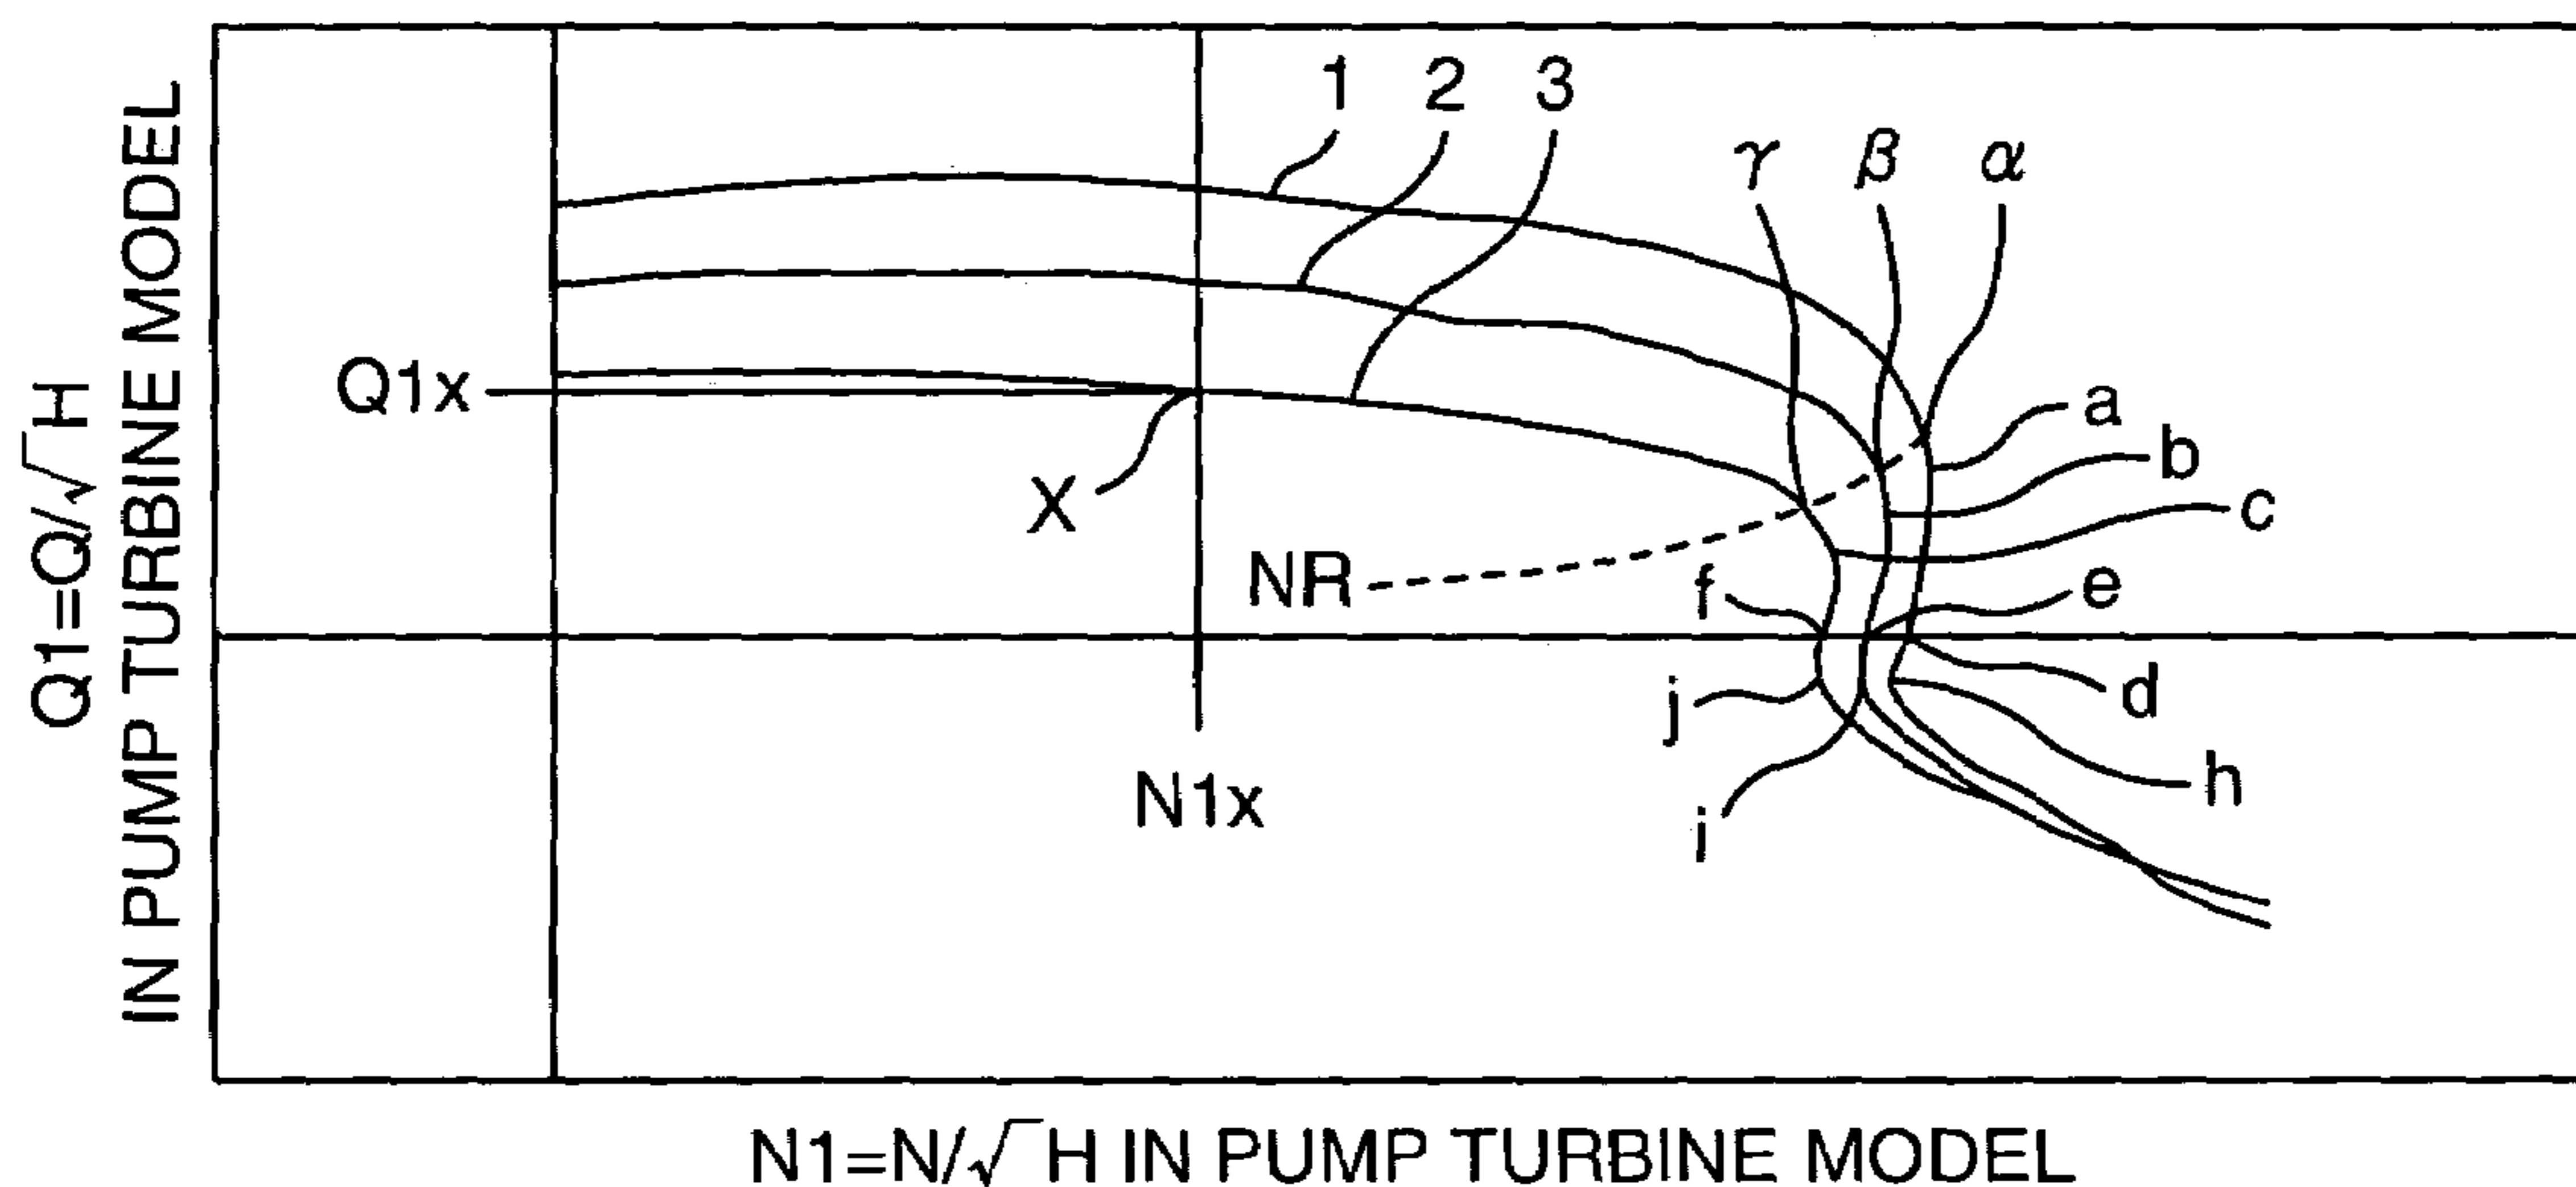 Q1=Q/√H
IN PUMP TURBINE MODEL
1 2 3
γ β α
Q1x
a
b
X
c
NR
f
e
j
d
N1x
h
i
N1=N/√H IN PUMP TURBINE MODEL